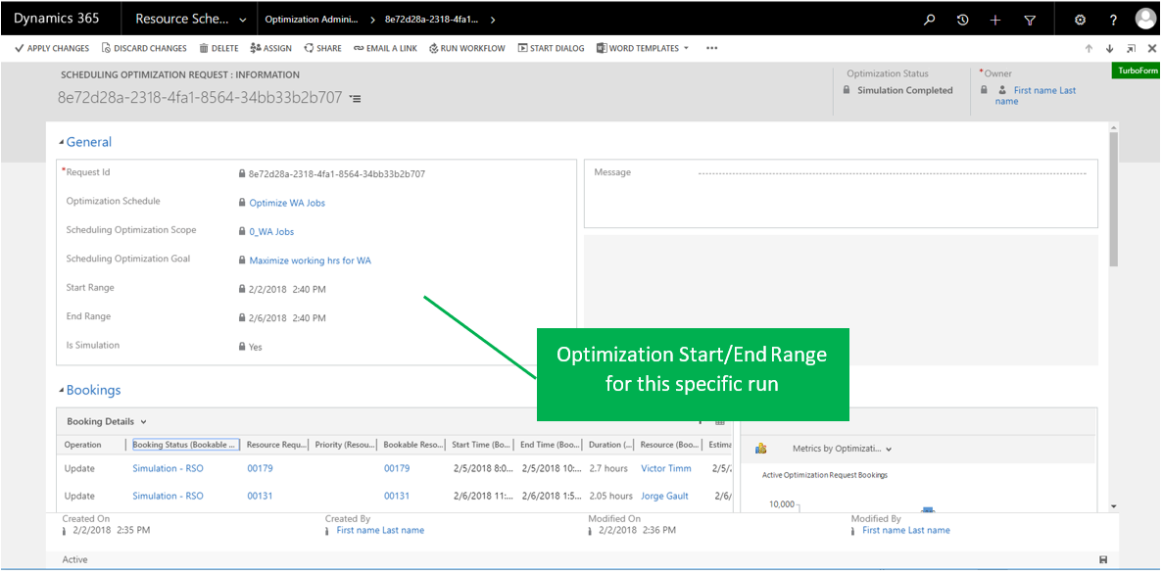 Dynamics 365 Resource Sche... Optimization Admini... > 8e72d28a-2318-4fa1... >
APPLY CHANGES DISCARD CHANGES DELETE ASSIGN SHARE EMAIL A LINK RUN WORKFLOW START DIALOG WORD TEMPLATES ...
SCHEDULING OPTIMIZATION REQUEST : INFORMATION
8e72d28a-2318-4fa1-8564-34bb33b2b707
Optimization Status
Simulation Completed
*Owner
First name Last
name
TurboForm
General
*Request Id 8e72d28a-2318-4fa1-8564-34bb33b2b707
Optimization Schedule Optimize WA Jobs
Scheduling Optimization Scope 0_WA Jobs
Scheduling Optimization Goal Maximize working hrs for WA
Start Range 2/2/2018 2:40 PM
End Range 2/6/2018 2:40 PM
Is Simulation Yes
Message
Optimization Start/End Range
for this specific run
Bookings
Booking Details
Operation Booking Status (Bookable ... Resource Requ... Priority (Resou... Bookable Reso... Start Time (Bo... End Time (Boo... Duration (... Resource (Boo... Estima
Update Simulation - RSO 00179 00179 2/5/2018 8:0... 2/5/2018 10:... 2.7 hours Victor Timm 2/5/
Update Simulation - RSO 00131 00131 2/6/2018 11:... 2/6/2018 1:5... 2.05 hours Jorge Gault 2/6/
Metrics by Optimizati...
Active Optimization Request Bookings
10,000
Created On
2/2/2018 2:35 PM
Created By
First name Last name
Modified On
2/2/2018 2:36 PM
Modified By
First name Last name
Active